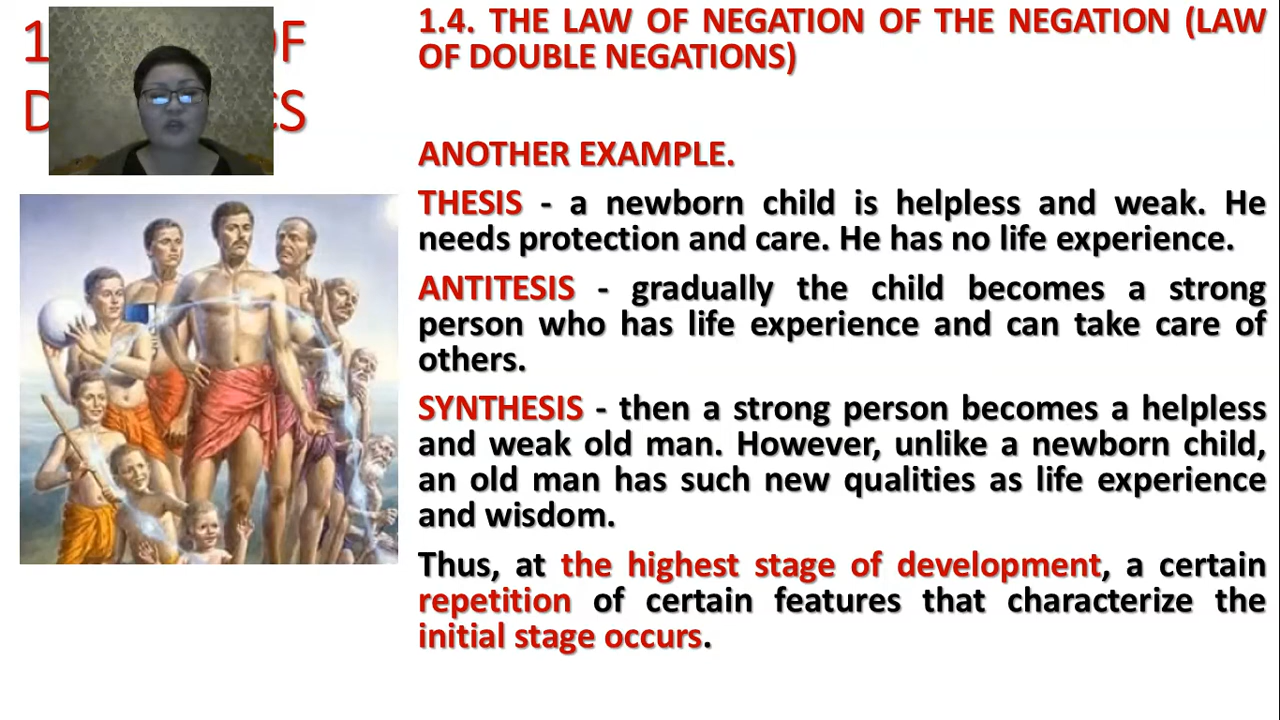 1.4. THE LAW OF NEGATION OF THE NEGATION (LAW
OF DOUBLE NEGATIONS)
ANOTHER EXAMPLE.
THESIS - a newborn child is helpless and weak. He
needs protection and care. He has no life experience.
ANTITESIS - gradually the child becomes a strong
person who has life experience and can take care of
others.
SYNTHESIS - then a strong person becomes a helpless
and weak old man. However, unlike a newborn child,
an old man has such new qualities as life experience
and wisdom.
Thus, at the highest stage of development, a certain
repetition of certain features that characterize the
initial stage occurs.